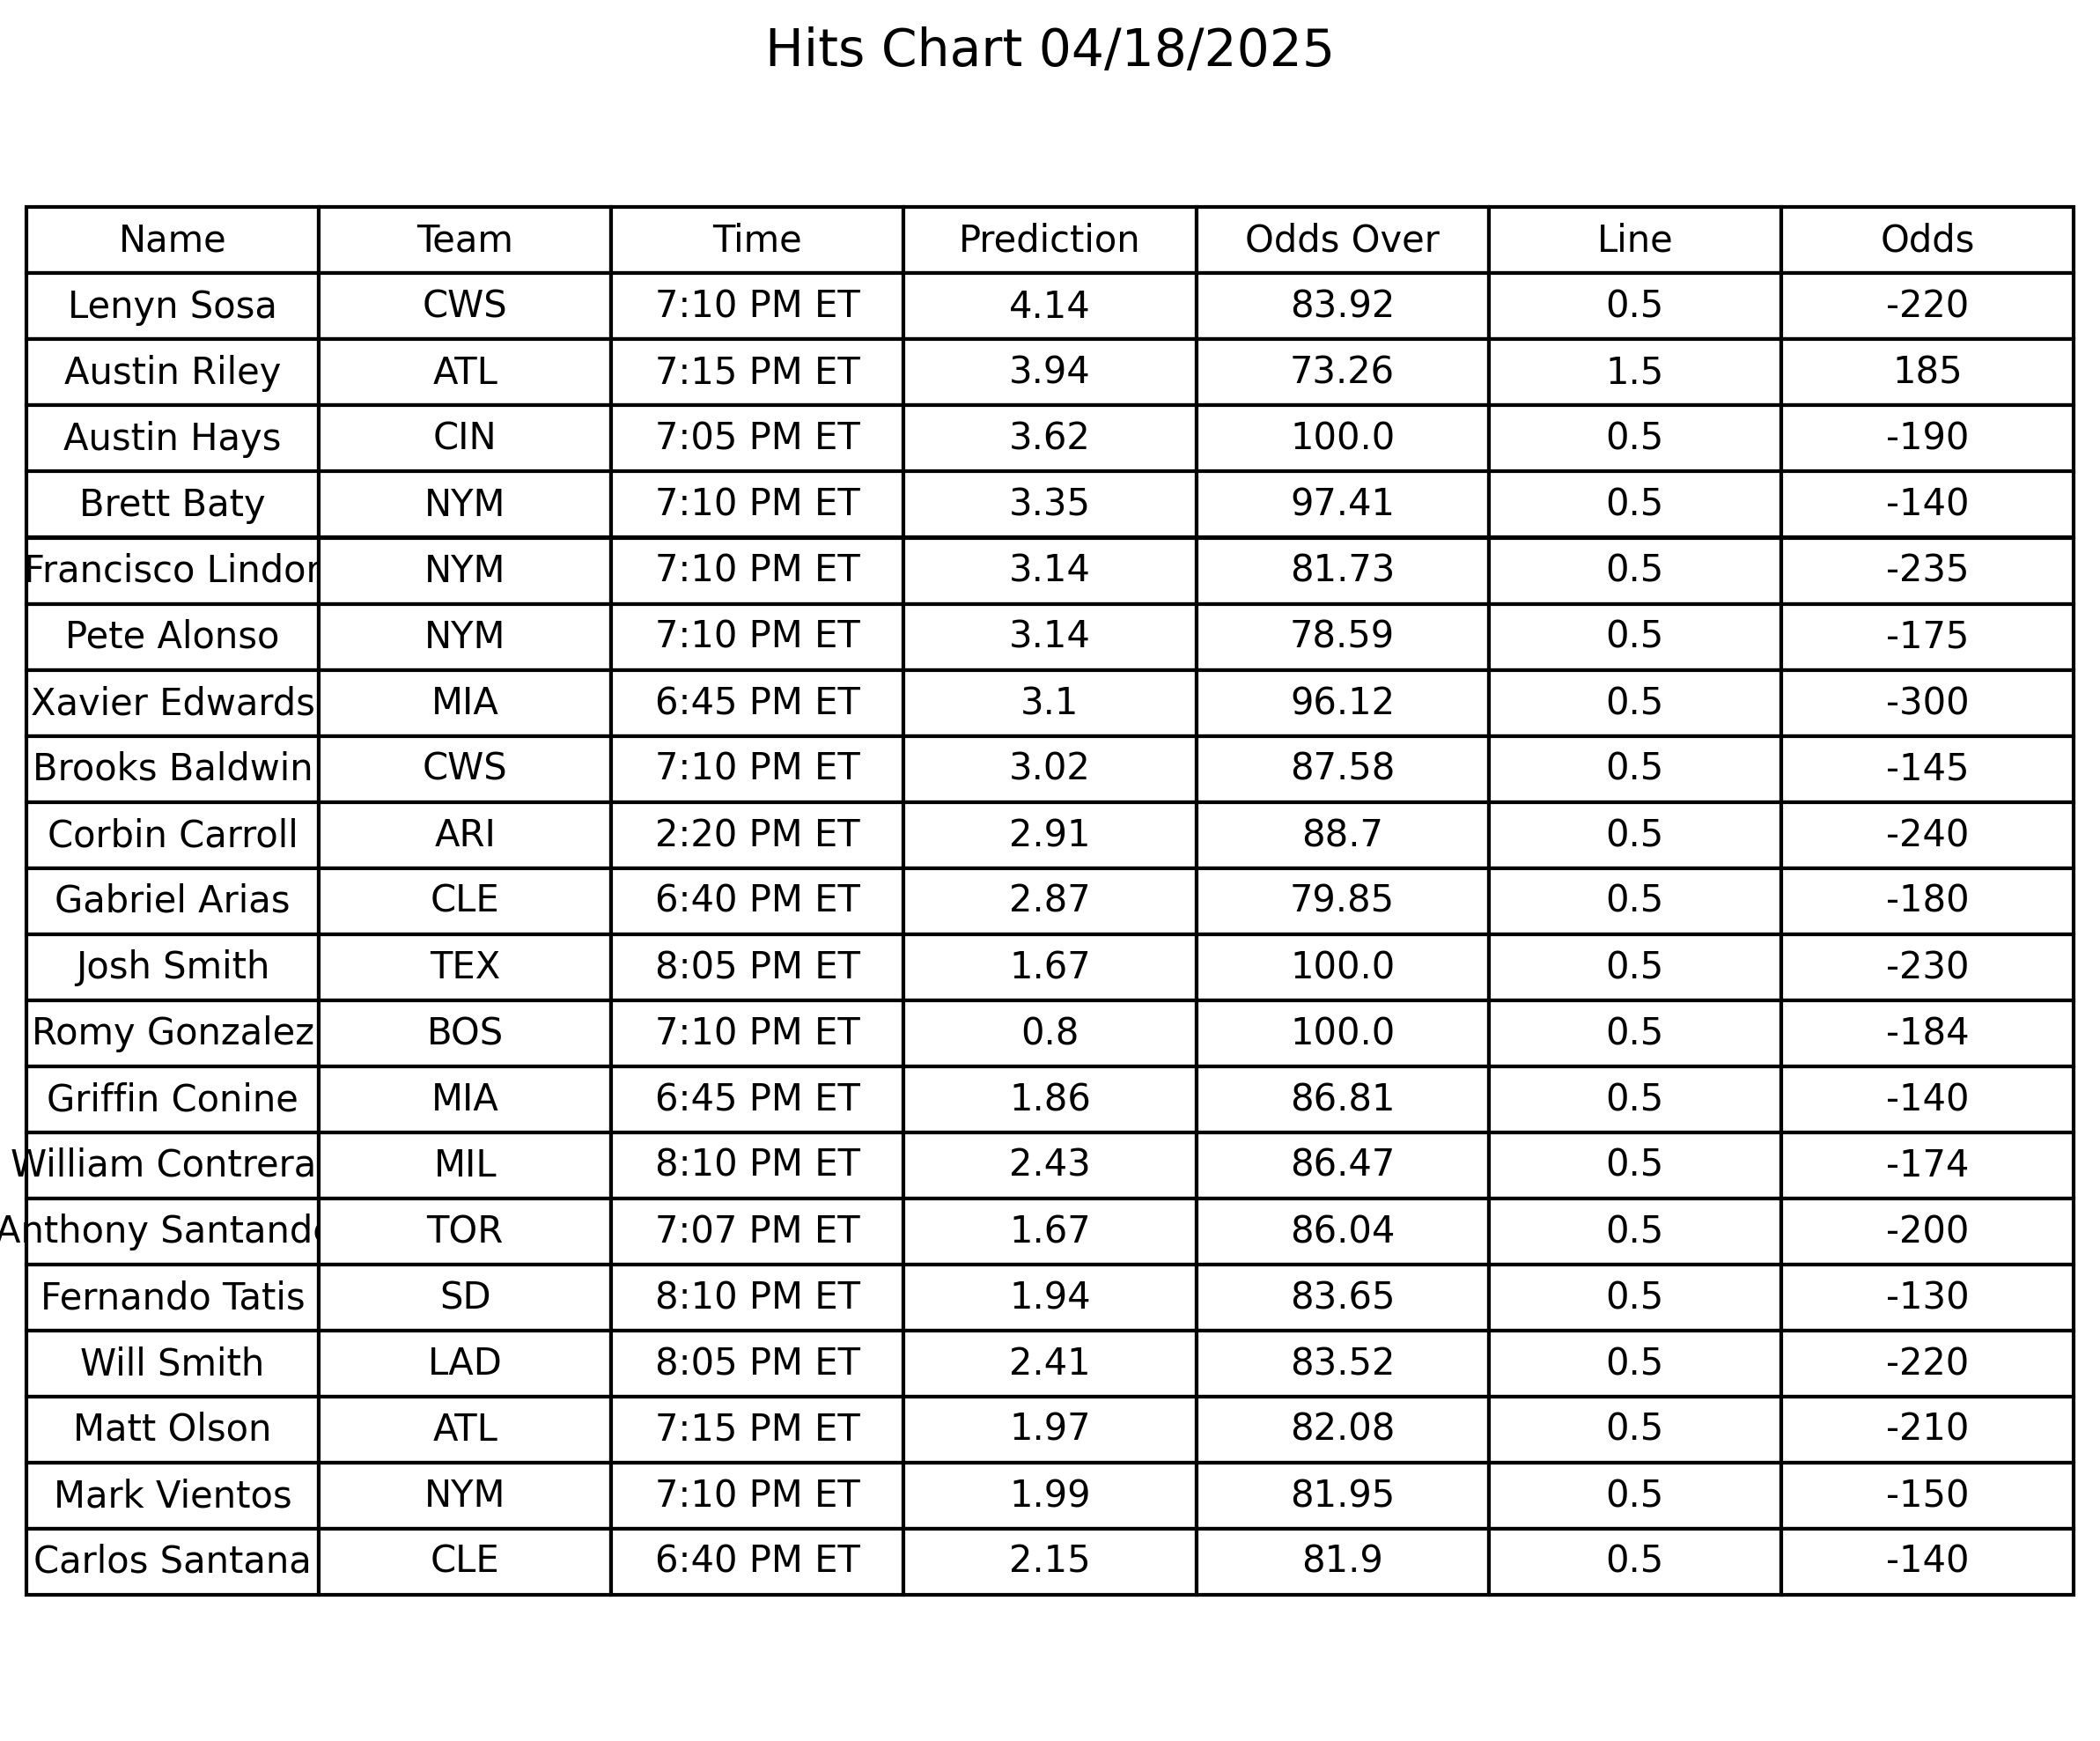 Hits Chart 04/18/2025
Name Team Time Prediction Odds Over Line Odds
Lenyn Sosa CWS 7:10 PM ET 4.14 83.92 0.5 -220
Austin Riley ATL 7:15 PM ET 3.94 73.26 1.5 185
Austin Hays CIN 7:05 PM ET 3.62 100.0 0.5 -190
Brett Baty NYM 7:10 PM ET 3.35 97.41 0.5 -140
Francisco Lindor NYM 7:10 PM ET 3.14 81.73 0.5 -235
Pete Alonso NYM 7:10 PM ET 3.14 78.59 0.5 -175
Xavier Edwards MIA 6:45 PM ET 3.1 96.12 0.5 -300
Brooks Baldwin CWS 7:10 PM ET 3.02 87.58 0.5 -145
Corbin Carroll ARI 2:20 PM ET 2.91 88.7 0.5 -240
Gabriel Arias CLE 6:40 PM ET 2.87 79.85 0.5 -180
Josh Smith TEX 8:05 PM ET 1.67 100.0 0.5 -230
Romy Gonzalez BOS 7:10 PM ET 0.8 100.0 0.5 -184
Griffin Conine MIA 6:45 PM ET 1.86 86.81 0.5 -140
William Contrera MIL 8:10 PM ET 2.43 86.47 0.5 -174
Anthony Santand TOR 7:07 PM ET 1.67 86.04 0.5 -200
Fernando Tatis SD 8:10 PM ET 1.94 83.65 0.5 -130
Will Smith LAD 8:05 PM ET 2.41 83.52 0.5 -220
Matt Olson ATL 7:15 PM ET 1.97 82.08 0.5 -210
Mark Vientos NYM 7:10 PM ET 1.99 81.95 0.5 -150
Carlos Santana CLE 6:40 PM ET 2.15 81.9 0.5 -140